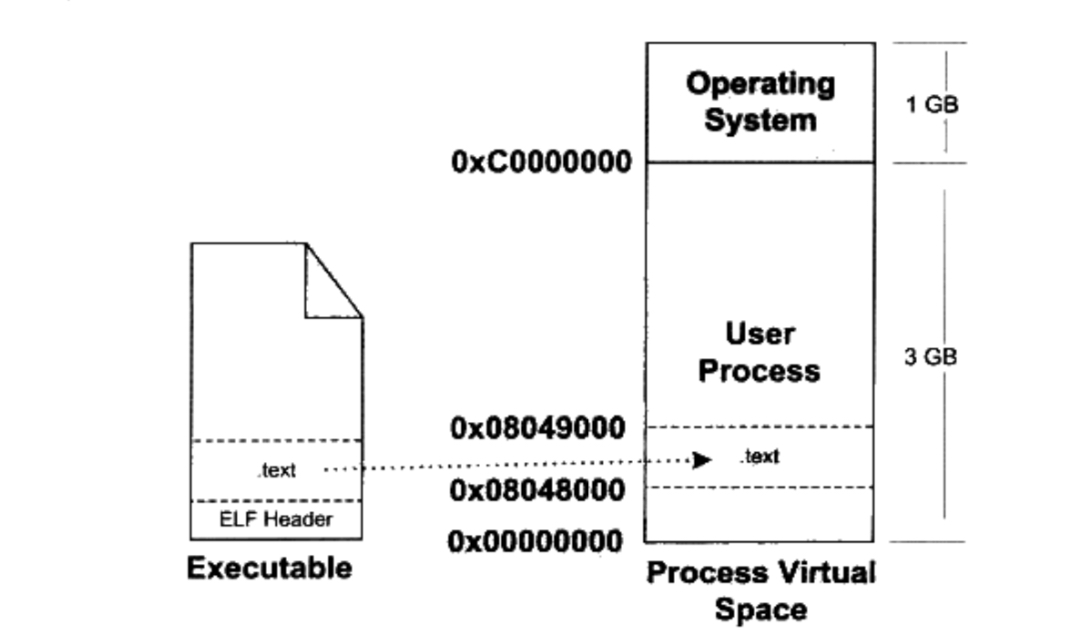 Operating
System
1 GB
0xC0000000
User
Process
3 GB
0x08049000
.text
.text
0x08048000
ELF Header
0x00000000
Executable
Process Virtual
Space